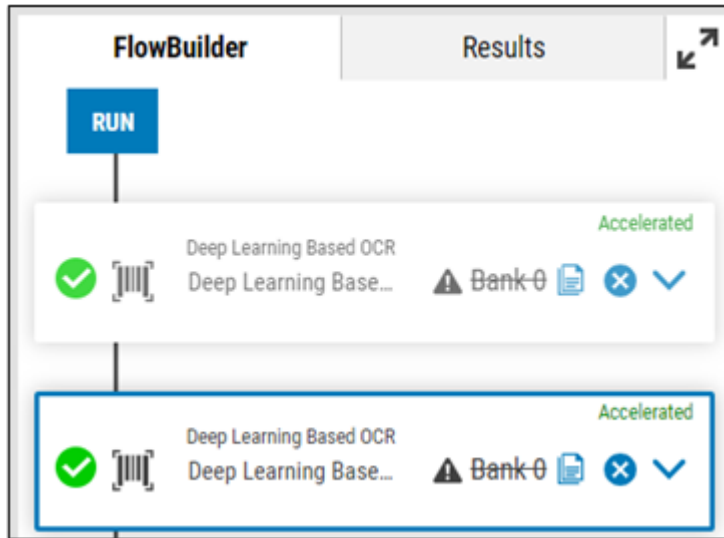 FlowBuilder Results
RUN
Accelerated
Deep Learning Based OCR
Deep Learning Base... Bank 0
Accelerated
Deep Learning Based OCR
Deep Learning Base... Bank 0